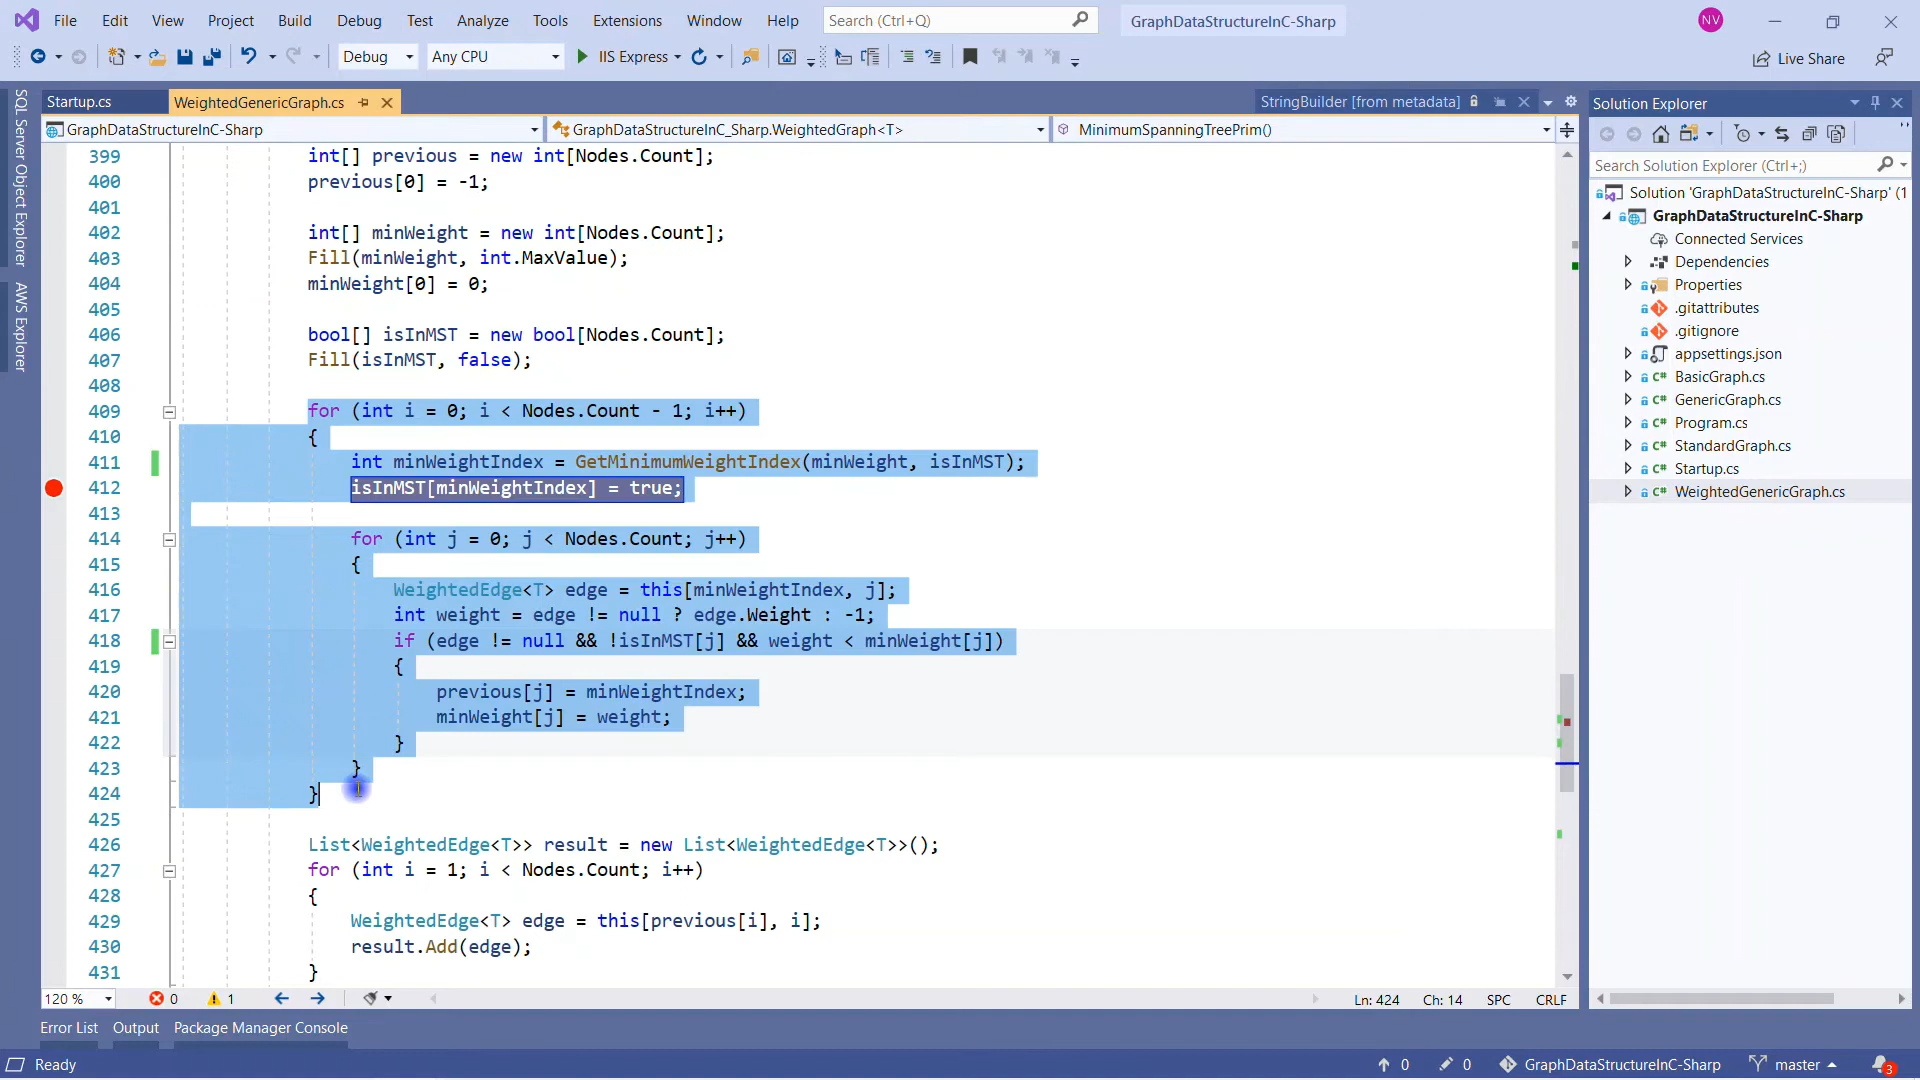 File Edit View Project Build Debug Test Analyze Tools Extensions Window Help Search (Ctrl+Q) GraphDataStructureInC-Sharp NV
Debug Any CPU IIS Express Live Share
SQL Server Object Explorer
AWS Explorer
Startup.cs WeightedGenericGraph.cs StringBuilder [from metadata]
GraphDataStructureInC-Sharp GraphDataStructureInC_Sharp.WeightedGraph<T> MinimumSpanningTreePrim()
399 int[] previous = new int[Nodes.Count];
400 previous[0] = -1;
401
402 int[] minWeight = new int[Nodes.Count];
403 Fill(minWeight, int.MaxValue);
404 minWeight[0] = 0;
405
406 bool[] isInMST = new bool[Nodes.Count];
407 Fill(isInMST, false);
408
409 for (int i = 0; i < Nodes.Count - 1; i++)
410 {
411 int minWeightIndex = GetMinimumWeightIndex(minWeight, isInMST);
412 isInMST[minWeightIndex] = true;
413
414 for (int j = 0; j < Nodes.Count; j++)
415 {
416 WeightedEdge<T> edge = this[minWeightIndex, j];
417 int weight = edge != null ? edge.Weight : -1;
418 if (edge != null && !isInMST[j] && weight < minWeight[j])
419 {
420 previous[j] = minWeightIndex;
421 minWeight[j] = weight;
422 }
423 }
424 }
425
426 List<WeightedEdge<T>> result = new List<WeightedEdge<T>>();
427 for (int i = 1; i < Nodes.Count; i++)
428 {
429 WeightedEdge<T> edge = this[previous[i], i];
430 result.Add(edge);
431 }
120 % 0 1 Ln: 424 Ch: 14 SPC CRLF
Solution Explorer
Search Solution Explorer (Ctrl+;)
Solution 'GraphDataStructureInC-Sharp' (1
GraphDataStructureInC-Sharp
Connected Services
Dependencies
Properties
.gitattributes
.gitignore
appsettings.json
C# BasicGraph.cs
C# GenericGraph.cs
C# Program.cs
C# StandardGraph.cs
C# Startup.cs
C# WeightedGenericGraph.cs
Error List Output Package Manager Console
Ready 0 0 GraphDataStructureInC-Sharp master 3